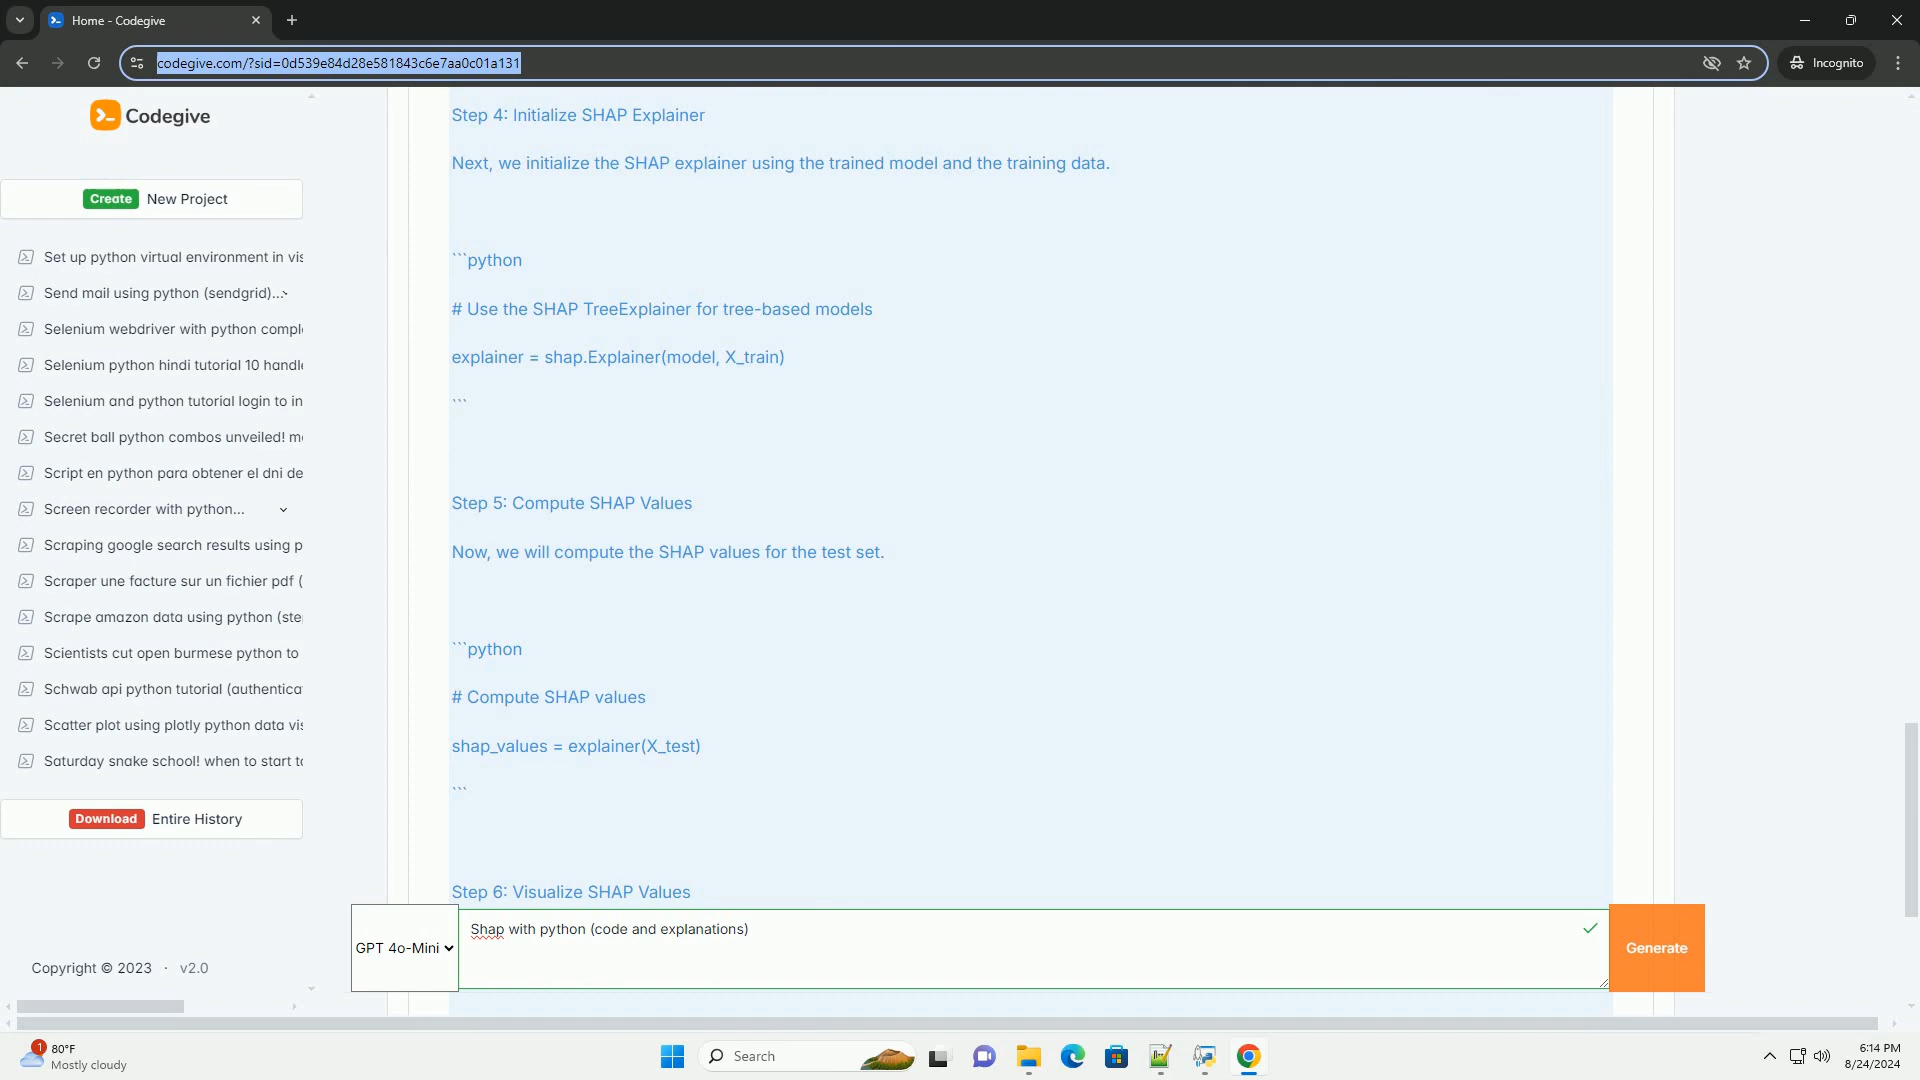 Home - Codegive
codegive.com/?sid=0d539e84d28e581843c6e7aa0c01a131
Incognito
Codegive
Create New Project
Set up python virtual environment in vis
Send mail using python (sendgrid)...
Selenium webdriver with python comple
Selenium python hindi tutorial 10 handle
Selenium and python tutorial login to in
Secret ball python combos unveiled! mo
Script en python para obtener el dni de
Screen recorder with python...
Scraping google search results using p
Scraper une facture sur un fichier pdf (
Scrape amazon data using python (ste
Scientists cut open burmese python to
Schwab api python tutorial (authentica
Scatter plot using plotly python data vis
Saturday snake school! when to start to
Download Entire History
Copyright © 2023 · v2.0
Step 4: Initialize SHAP Explainer
Next, we initialize the SHAP explainer using the trained model and the training data.
```python
# Use the SHAP TreeExplainer for tree-based models
explainer = shap.Explainer(model, X_train)
```
Step 5: Compute SHAP Values
Now, we will compute the SHAP values for the test set.
```python
# Compute SHAP values
shap_values = explainer(X_test)
```
Step 6: Visualize SHAP Values
GPT 4o-Mini
Shap with python (code and explanations)
Generate
1
80°F
Mostly cloudy
Search
6:14 PM
8/24/2024